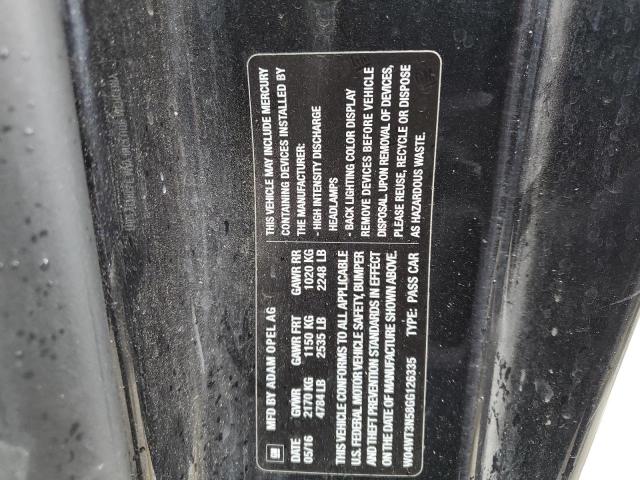 GM
MFD BY ADAM OPEL AG
DATE GVWR GAWR FRT GAWR RR
05/16 2170 KG 1150 KG 1020 KG
4784 LB 2535 LB 2248 LB
THIS VEHICLE CONFORMS TO ALL APPLICABLE
U.S. FEDERAL MOTOR VEHICLE SAFETY, BUMPER
AND THEFT PREVENTION STANDARDS IN EFFECT
ON THE DATE OF MANUFACTURE SHOWN ABOVE.
W04WT3N58GG126335 TYPE: PASS CAR
THIS VEHICLE MAY INCLUDE MERCURY
CONTAINING DEVICES INSTALLED BY
THE MANUFACTURER:
- HIGH INTENSITY DISCHARGE
HEADLAMPS
- BACK LIGHTING COLOR DISPLAY
REMOVE DEVICES BEFORE VEHICLE
DISPOSAL. UPON REMOVAL OF DEVICES,
PLEASE REUSE, RECYCLE OR DISPOSE
AS HAZARDOUS WASTE.